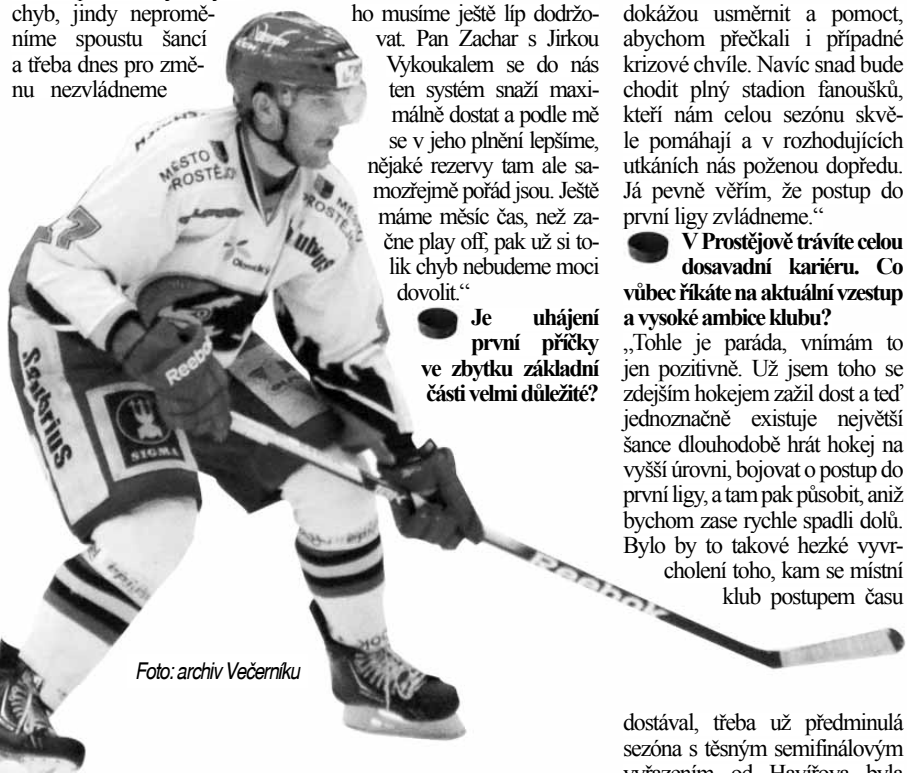 chyb, jindy nepromě-
níme spoustu šancí
a třeba dnes pro změ-
nu nezvládneme
ho musíme ještě líp dodržo-
vat. Pan Zachar s Jirkou
Vykoukalem se do nás
ten systém snaží maxi-
málně dostat a podle mě
se v jeho plnění lepšíme,
nějaké rezervy tam ale sa-
mozřejmě pořád jsou. Ještě
máme měsíc čas, než za-
čne play off, pak už si to-
lik chyb nebudeme moci
dovolit.“
Je uhájení
první příčky
ve zbytku základní
části velmi důležité?
dokážou usměrnit a pomoct,
abychom přečkali i případné
krizové chvíle. Navíc snad bude
chodit plný stadion fanoušků,
kteří nám celou sezónu skvě-
le pomáhají a v rozhodujících
utkáních nás poženou dopředu.
Já pevně věřím, že postup do
první ligy zvládneme.“
V Prostějově trávíte celou
dosavadní kariéru. Co
vůbec říkáte na aktuální vzestup
a vysoké ambice klubu?
„Tohle je paráda, vnímám to
jen pozitivně. Už jsem toho se
zdejším hokejem zažil dost a teď
jednoznačně existuje největší
šance dlouhodobě hrát hokej na
vyšší úrovni, bojovat o postup do
první ligy, a tam pak působit, aniž
bychom zase rychle spadli dolů.
Bylo by to takové hezké vyvr-
cholení toho, kam se místní
klub postupem času
dostával, třeba už předminulá
sezóna s těsným semifinálovým
vyřazením od Havířova byla
MĚSTO
PROSTĚJOV
MĚSTO
PROSTĚJOV
7
Reebok
SIGMA
Reebok
Foto: archiv Večerníku